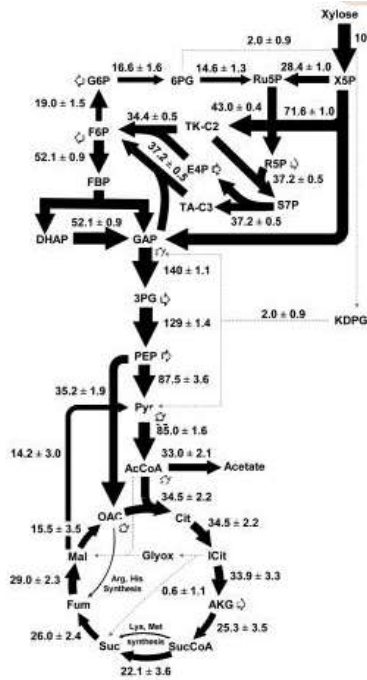 Xylose
100
2.0 ± 0.9
16.6 ± 1.6
14.6 ± 1.3
28.4 ± 1.0
G6P
6PG
Ru5P
X5P
19.0 ± 1.5
34.4 ± 0.5
43.0 ± 0.4
71.6 ± 1.0
F6P
TK-C2
52.1 ± 0.9
37.2 ± 0.5
E4P
R5P
37.2 ± 0.5
FBP
TA-C3
S7P
52.1 ± 0.9
37.2 ± 0.5
DHAP
GAP
140 ± 1.1
3PG
129 ± 1.4
2.0 ± 0.9
KDPG
PEP
87.5 ± 3.6
35.2 ± 1.9
Pyr
85.0 ± 1.6
14.2 ± 3.0
33.0 ± 2.1
AcCoA
Acetate
34.5 ± 2.2
OAC
Cit
15.5 ± 3.5
34.5 ± 2.2
Mal
Glyox
ICit
29.0 ± 2.3
Arg, His
Synthesis
0.6 ± 1.1
33.9 ± 3.3
Fum
AKG
26.0 ± 2.4
Lys, Met
synthesis
25.3 ± 3.5
Suc
SucCoA
22.1 ± 3.6